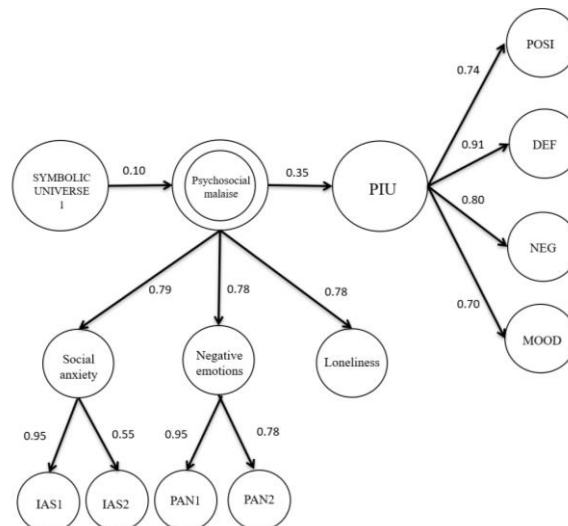 POSI
0.74
DEF
0.91
SYMBOLIC
UNIVERSE
1
0.10
Psychosocial
malaise
0.35
PIU
0.80
NEG
0.70
MOOD
0.79
0.78
0.78
Social
anxiety
Negative
emotions
Loneliness
0.95
0.55
0.95
0.78
IAS1
IAS2
PAN1
PAN2